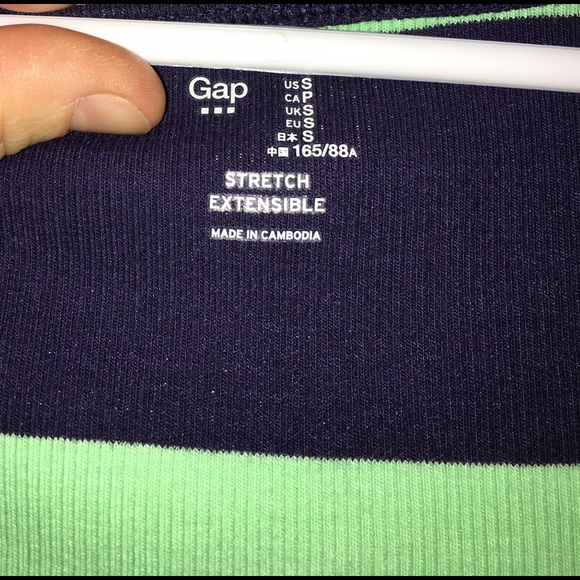 Gap
US S
CA P
UK S
EU S
日本 S
中国 165/88A
STRETCH
EXTENSIBLE
MADE IN CAMBODIA